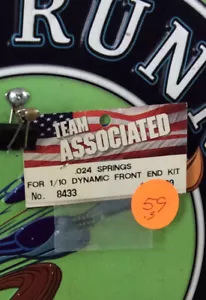 RUN
TEAM
ASSOCIATED
.024 SPRINGS
FOR 1/10 DYNAMIC FRONT END KIT
No. 8433
59